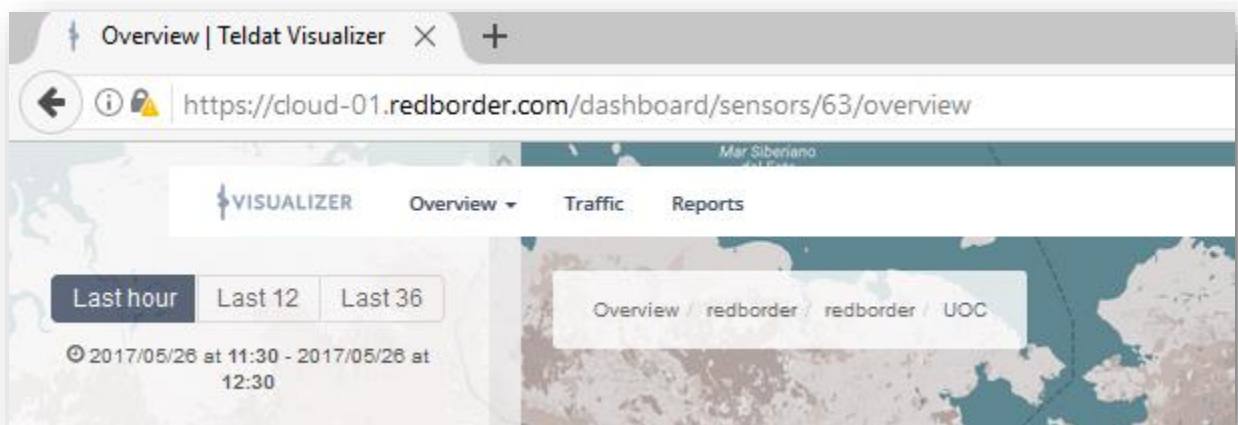 Overview | Teldat Visualizer
https://cloud-01.redborder.com/dashboard/sensors/63/overview
Mar Siberiano
del Este
VISUALIZER Overview Traffic Reports
Last hour Last 12 Last 36
Overview / redborder / redborder / UOC
2017/05/26 at 11:30 - 2017/05/26 at
12:30